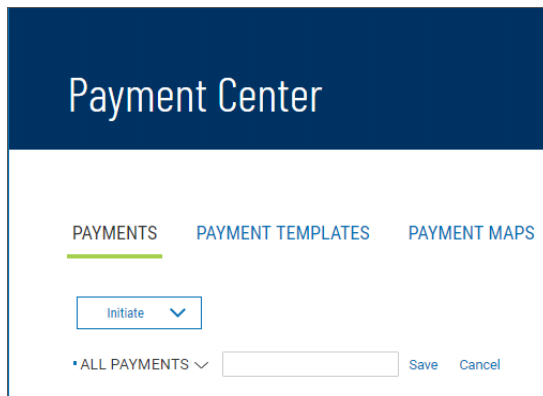 Payment Center
PAYMENTS PAYMENT TEMPLATES PAYMENT MAPS
Initiate
ALL PAYMENTS Save Cancel